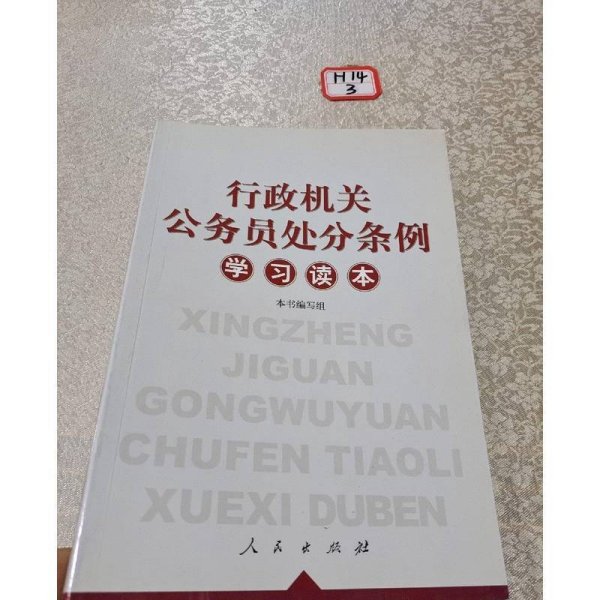 H14
3
行政机关
公务员处分条例
学习读本
本书编写组
XINGZHENG
JIGUAN
GONGWUYUAN
CHUFEN TIAOLI
XUEXI DUBEN
人民出版社